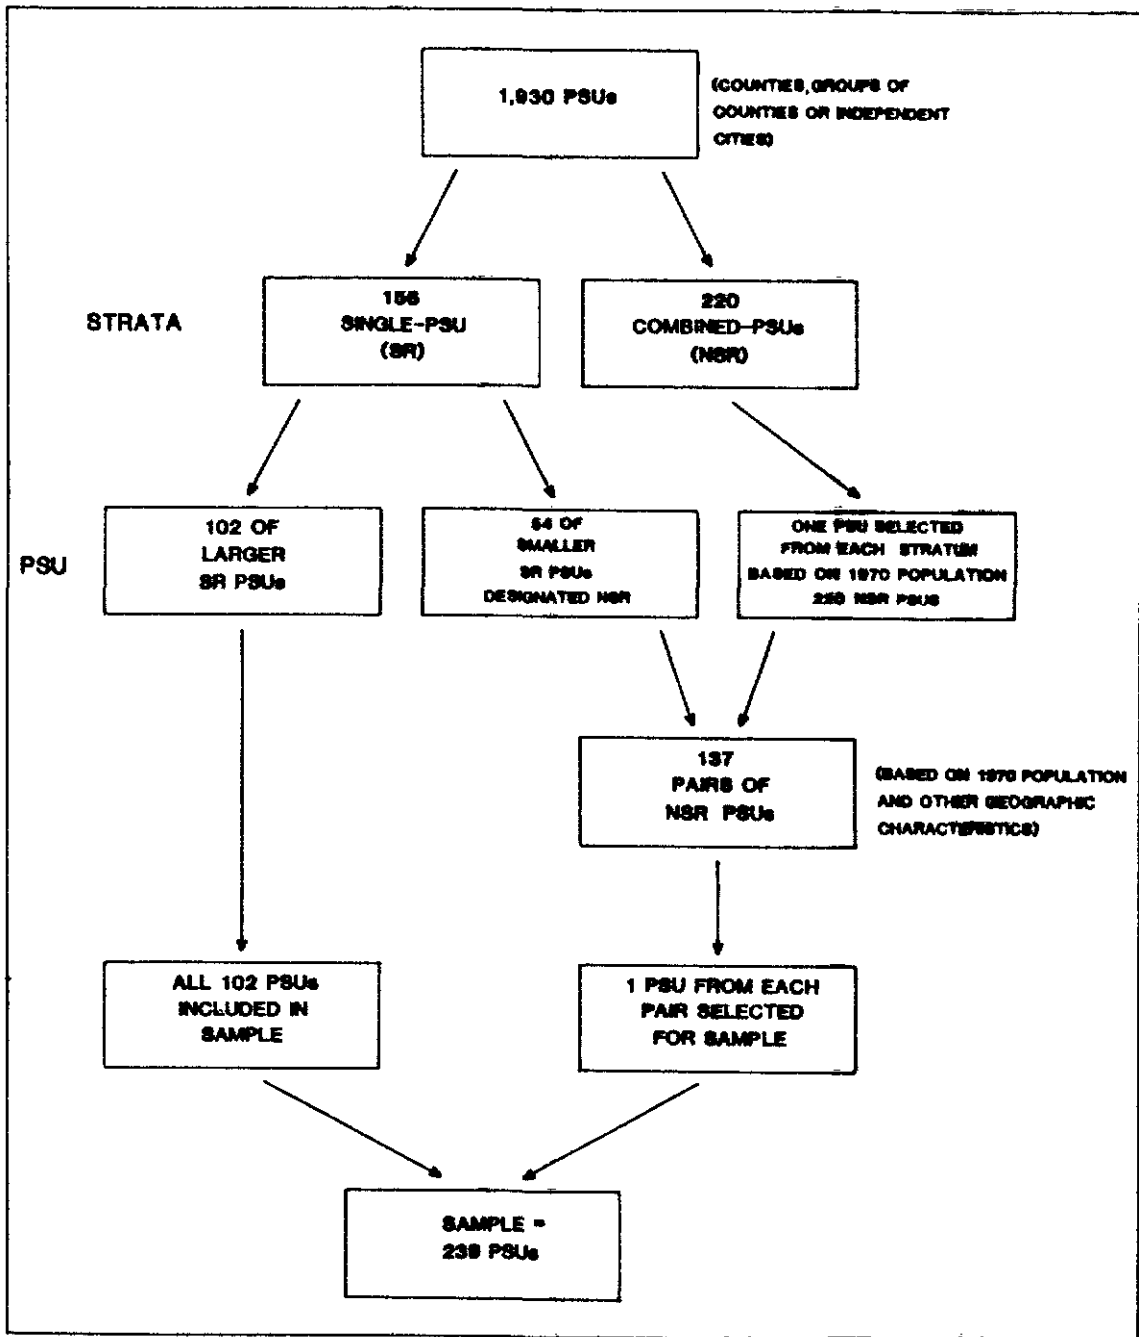 1,930 PSUs
(COUNTIES, GROUPS OF
COUNTIES OR INDEPENDENT
CITIES)
STRATA
156
SINGLE-PSU
(SR)
220
COMBINED-PSUs
(NSR)
PSU
102 OF
LARGER
SR PSUs
54 OF
SMALLER
SR PSUs
DESIGNATED NSR
ONE PSU SELECTED
FROM EACH STRATUM
BASED ON 1970 POPULATION
220 NSR PSUS
137
PAIRS OF
NSR PSUs
(BASED ON 1970 POPULATION
AND OTHER GEOGRAPHIC
CHARACTERISTICS)
ALL 102 PSUs
INCLUDED IN
SAMPLE
1 PSU FROM EACH
PAIR SELECTED
FOR SAMPLE
SAMPLE =
239 PSUs